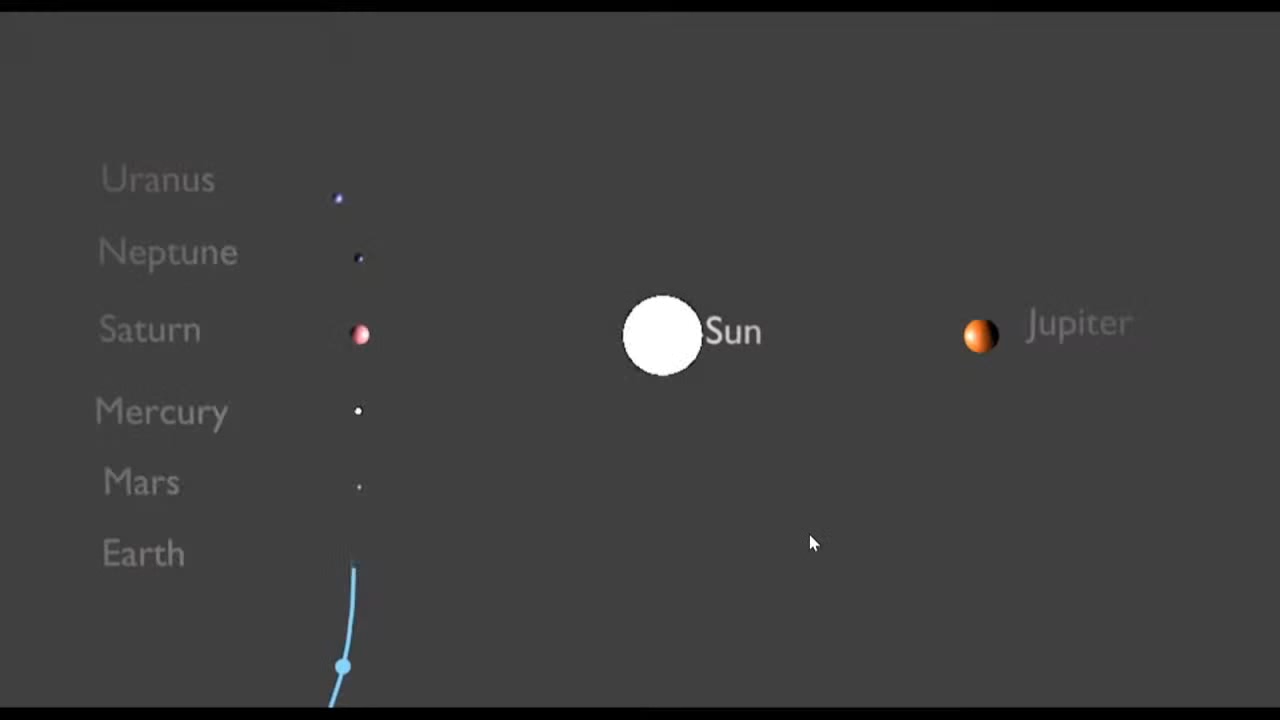 Uranus
Neptune
Saturn
Sun
Jupiter
Mercury
Mars
Earth